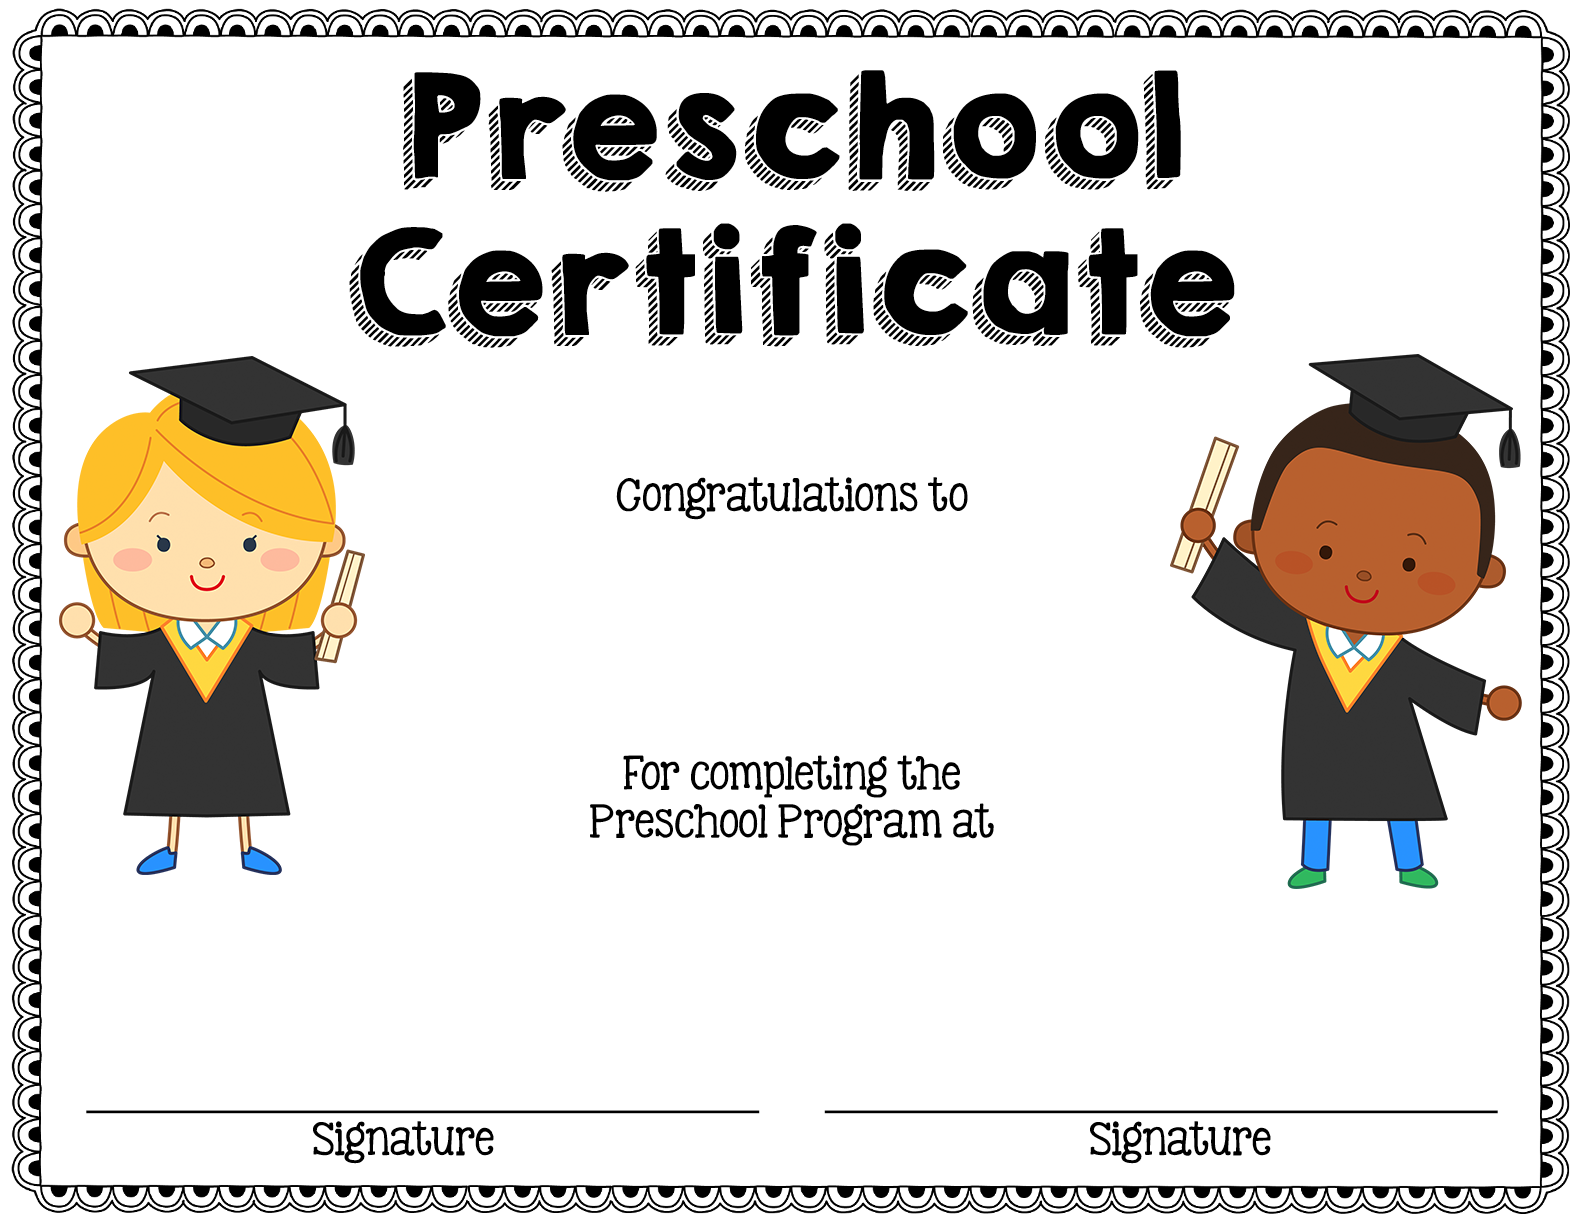 Preschool
Certificate
Congratulations to
For completing the
Preschool Program at
Signature
Signature